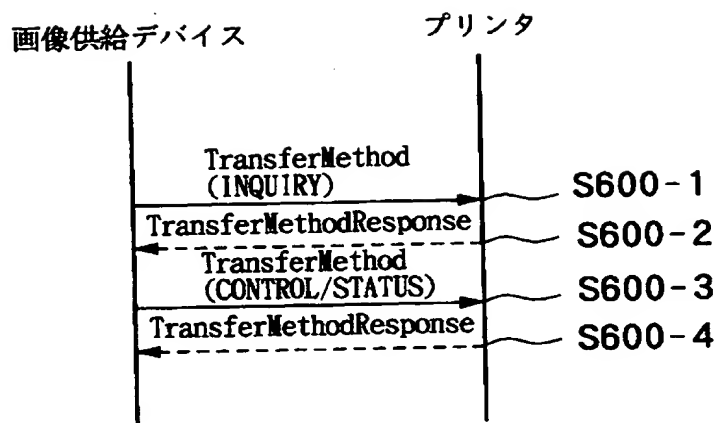 画像供給デバイス
プリンタ
TransferMethod
(INQUIRY)
S600-1
TransferMethodResponse
S600-2
TransferMethod
(CONTROL/STATUS)
S600-3
TransferMethodResponse
S600-4